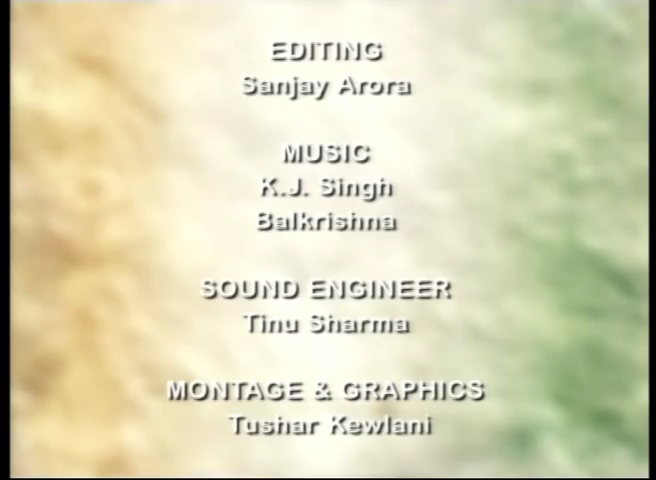 EDITING
Sanjay Arora
MUSIC
K.J. Singh
Balkrishna
SOUND ENGINEER
Tinu Sharma
MONTAGE & GRAPHICS
Tushar Kewlani